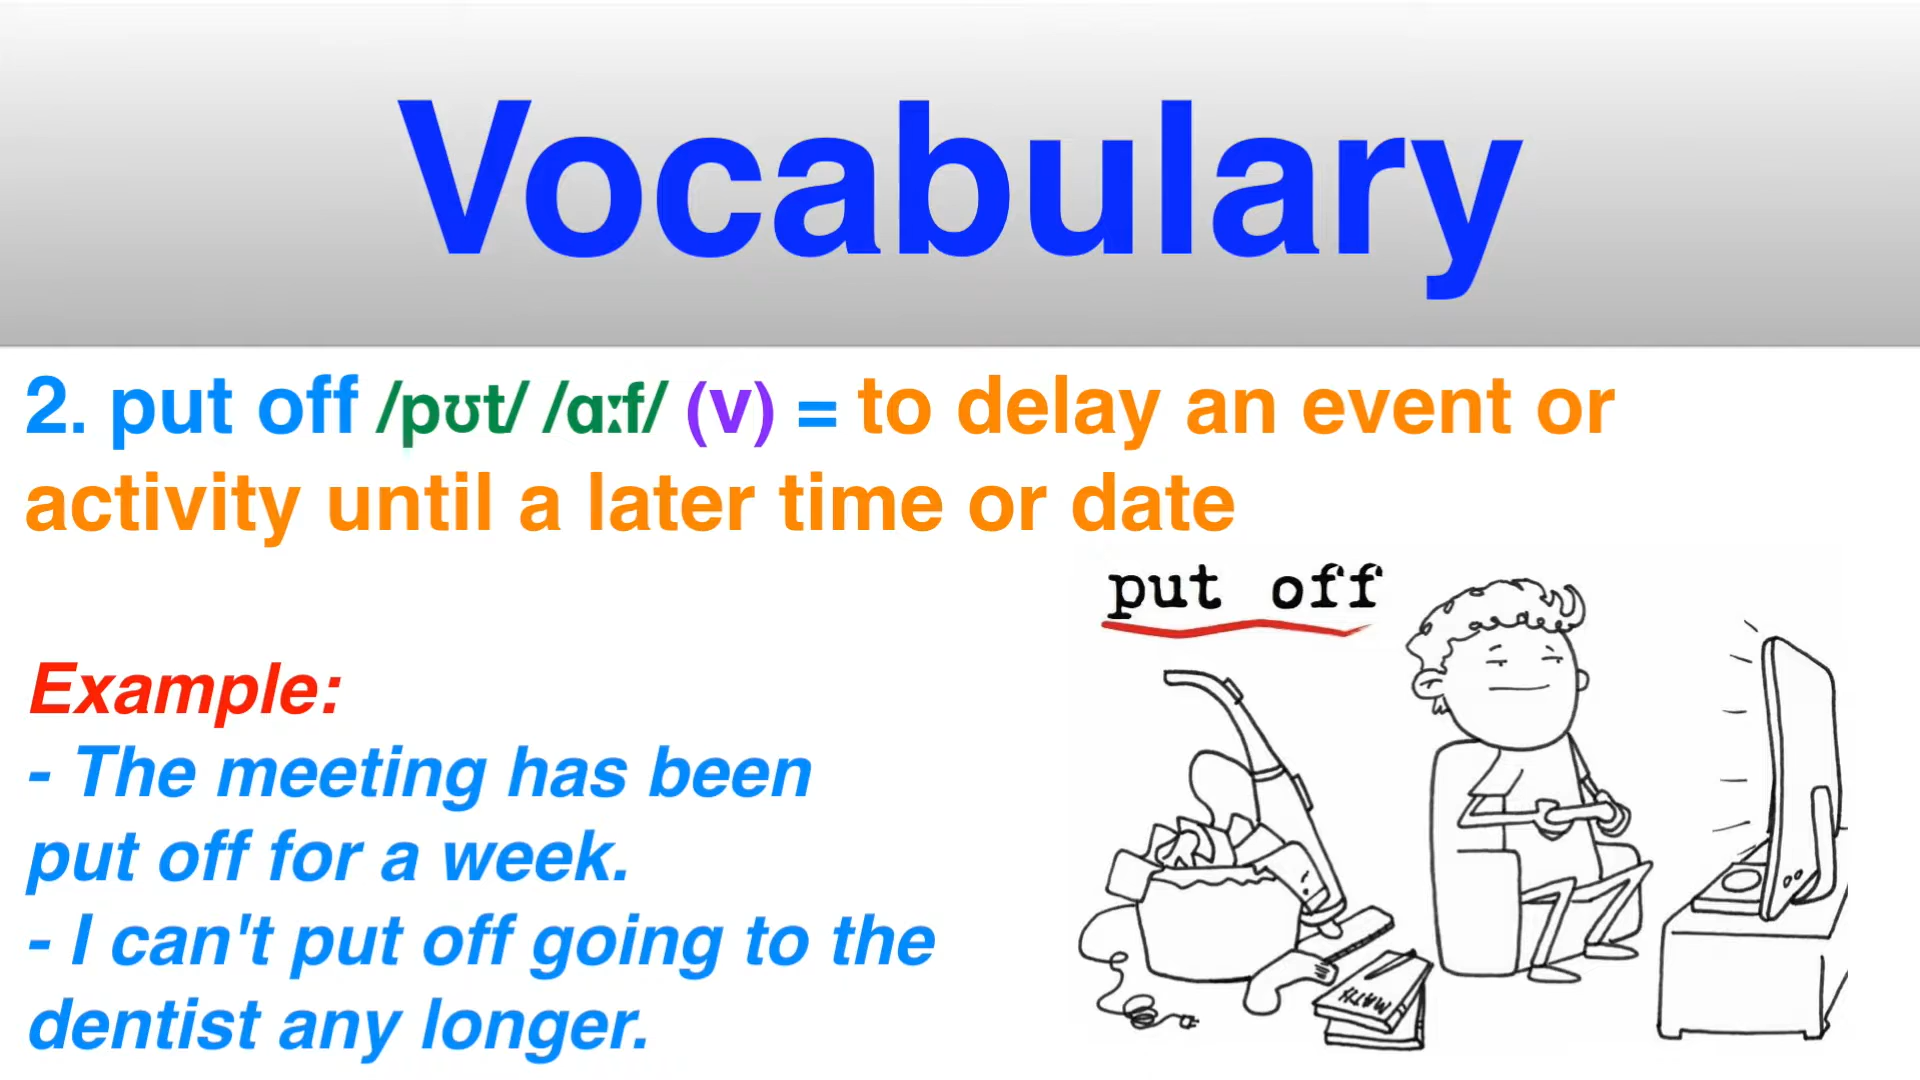 Vocabulary
2. put off /pʊt/ /ɑːf/ (v) = to delay an event or
activity until a later time or date
put off
Example:
- The meeting has been
put off for a week.
- I can't put off going to the
dentist any longer.
MATH